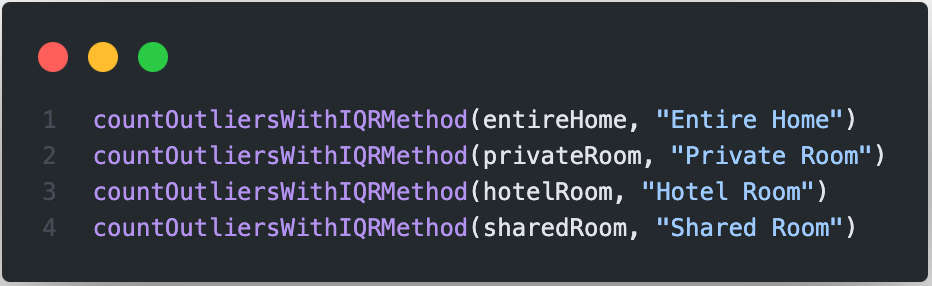 1 countOutliersWithIQRMethod(entireHome, "Entire Home")
2 countOutliersWithIQRMethod(privateRoom, "Private Room")
3 countOutliersWithIQRMethod(hotelRoom, "Hotel Room")
4 countOutliersWithIQRMethod(sharedRoom, "Shared Room")